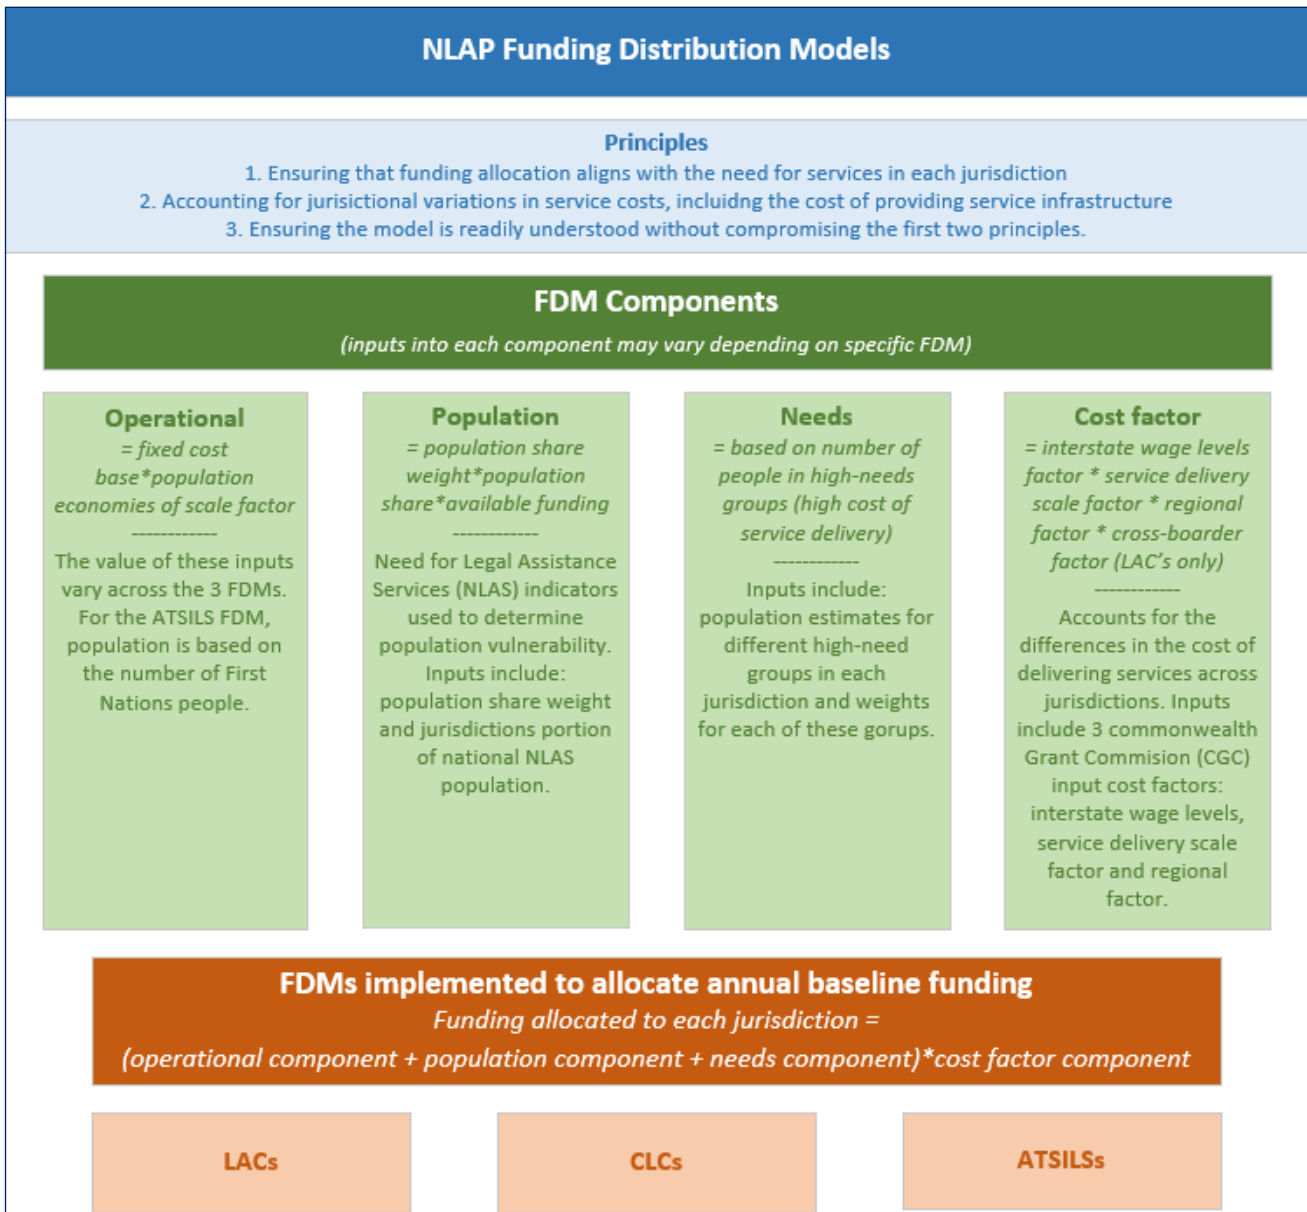 NLAP Funding Distribution Models
Principles
1. Ensuring that funding allocation aligns with the need for services in each jurisdiction
2. Accounting for jurisictional variations in service costs, incluidng the cost of providing service infrastructure
3. Ensuring the model is readily understood without compromising the first two principles.
FDM Components
(inputs into each component may vary depending on specific FDM)
Operational
= fixed cost
base*population
economies of scale factor
------------
The value of these inputs
vary across the 3 FDMs.
For the ATSILS FDM,
population is based on
the number of First
Nations people.
Population
= population share
weight*population
share*available funding
------------
Need for Legal Assistance
Services (NLAS) indicators
used to determine
population vulnerability.
Inputs include:
population share weight
and jurisdictions portion
of national NLAS
population.
Needs
= based on number of
people in high-needs
groups (high cost of
service delivery)
------------
Inputs include:
population estimates for
different high-need
groups in each
jurisdiction and weights
for each of these gorups.
Cost factor
= interstate wage levels
factor * service delivery
scale factor * regional
factor * cross-boarder
factor (LAC’s only)
------------
Accounts for the
differences in the cost of
delivering services across
jurisdictions. Inputs
include 3 commonwealth
Grant Commision (CGC)
input cost factors:
interstate wage levels,
service delivery scale
factor and regional
factor.
FDMs implemented to allocate annual baseline funding
Funding allocated to each jurisdiction =
(operational component + population component + needs component)*cost factor component
LACs
CLCs
ATSILSs